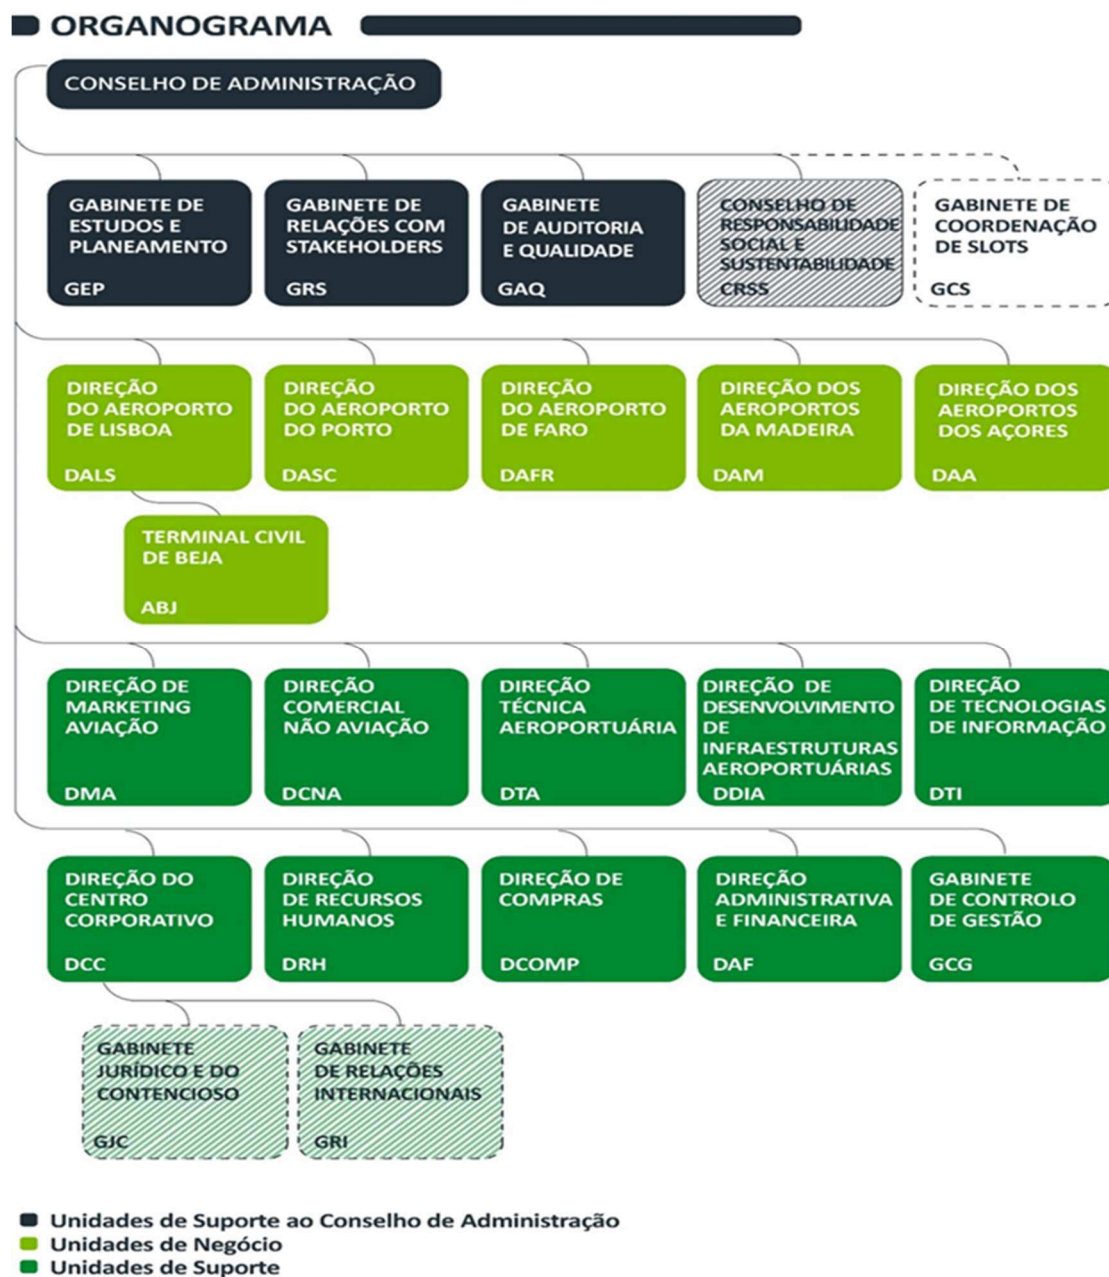 ORGANOGRAMA
CONSELHO DE ADMINISTRAÇÃO
GABINETE DE
ESTUDOS E
PLANEAMENTO
GEP
GABINETE DE
RELAÇÕES COM
STAKEHOLDERS
GRS
GABINETE
DE AUDITORIA
E QUALIDADE
GAQ
CONSELHO DE
RESPONSABILIDADE
SOCIAL E
SUSTENTABILIDADE
CRSS
GABINETE DE
COORDENAÇÃO
DE SLOTS
GCS
DIREÇÃO
DO AEROPORTO
DE LISBOA
DALS
DIREÇÃO
DO AEROPORTO
DO PORTO
DASC
DIREÇÃO
DO AEROPORTO
DE FARO
DAFR
DIREÇÃO DOS
AEROPORTOS
DA MADEIRA
DAM
DIREÇÃO DOS
AEROPORTOS
DOS AÇORES
DAA
TERMINAL CIVIL
DE BEJA
ABJ
DIREÇÃO DE
MARKETING
AVIAÇÃO
DMA
DIREÇÃO
COMERCIAL
NÃO AVIAÇÃO
DCNA
DIREÇÃO
TÉCNICA
AEROPORTUÁRIA
DTA
DIREÇÃO DE
DESENVOLVIMENTO
DE
INFRAESTRUTURAS
AEROPORTUÁRIAS
DDIA
DIREÇÃO
DE TECNOLOGIAS
DE INFORMAÇÃO
DTI
DIREÇÃO DO
CENTRO
CORPORATIVO
DCC
DIREÇÃO
DE RECURSOS
HUMANOS
DRH
DIREÇÃO DE
COMPRAS
DCOMP
DIREÇÃO
ADMINISTRATIVA
E FINANCEIRA
DAF
GABINETE
DE CONTROLO
DE GESTÃO
GCG
GABINETE
JURÍDICO E DO
CONTENCIOSO
GJC
GABINETE
DE RELAÇÕES
INTERNACIONAIS
GRI
Unidades de Suporte ao Conselho de Administração
Unidades de Negócio
Unidades de Suporte